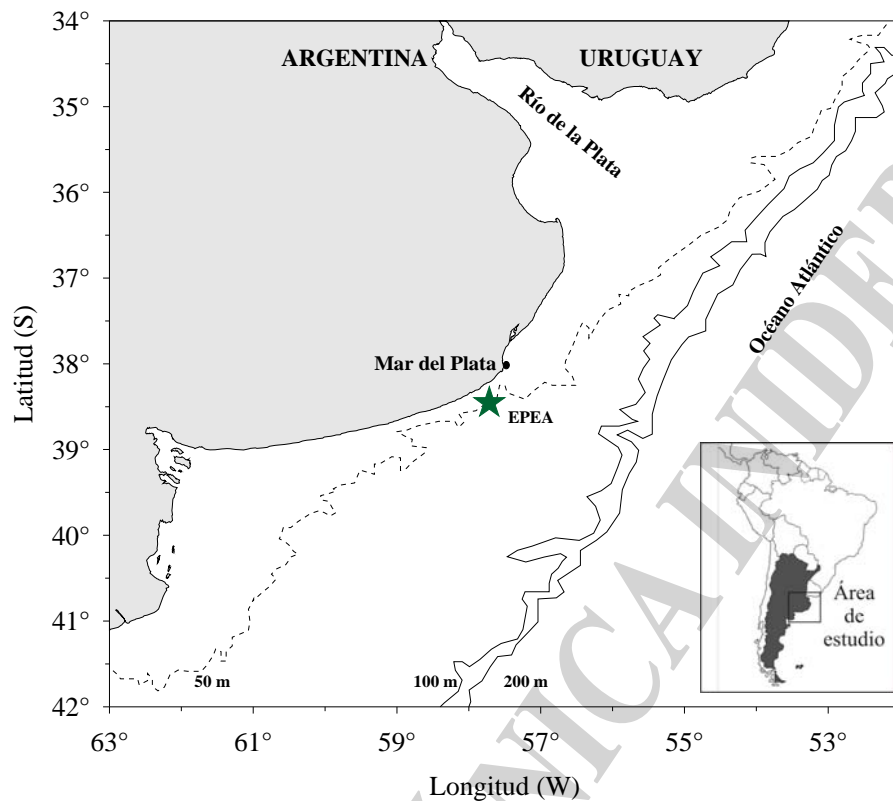 34°
35°
36°
37°
38°
39°
40°
41°
42°
Latitud (S)
ARGENTINA
URUGUAY
Río de la Plata
Océano Atlántico
Mar del Plata
EPEA
50 m
100 m
200 m
Área
de
estudio
63°
61°
59°
57°
55°
53°
Longitud (W)